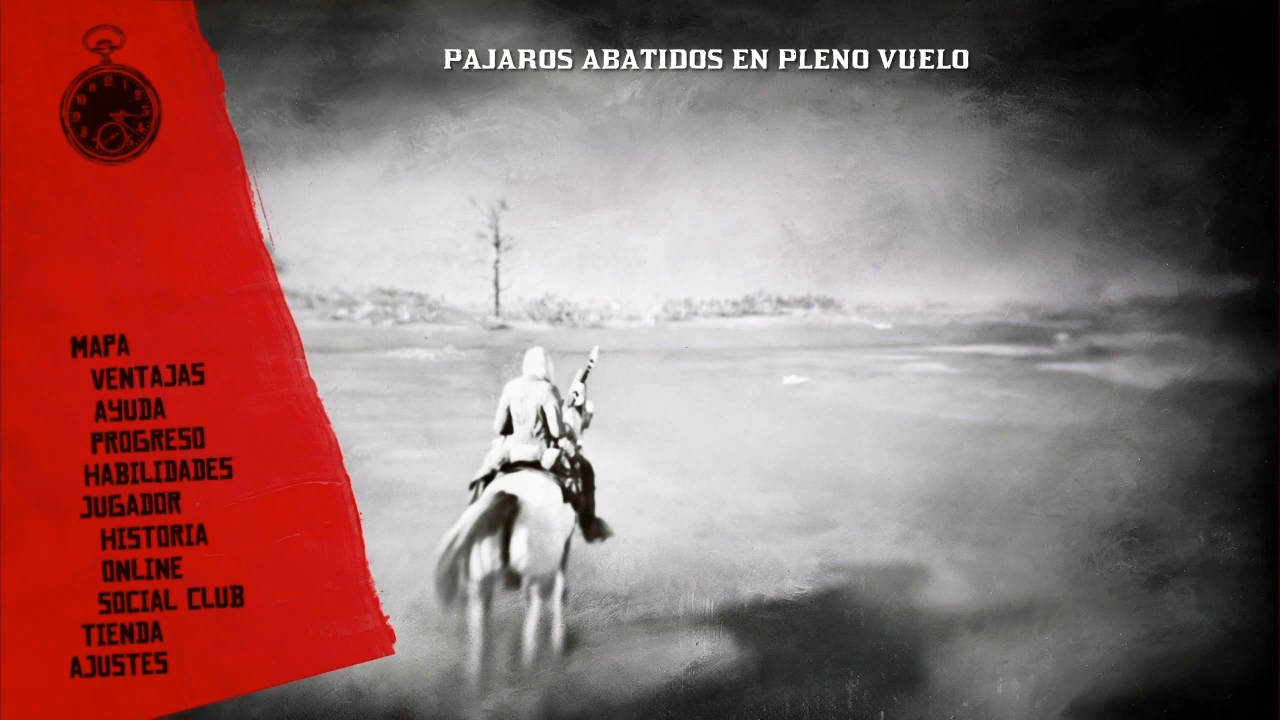 PAJAROS ABATIDOS EN PLENO VUELO
MAPA
VENTAJAS
AYUDA
PROGRESO
HABILIDADES
JUGADOR
HISTORIA
ONLINE
SOCIAL CLUB
TIENDA
AJUSTES